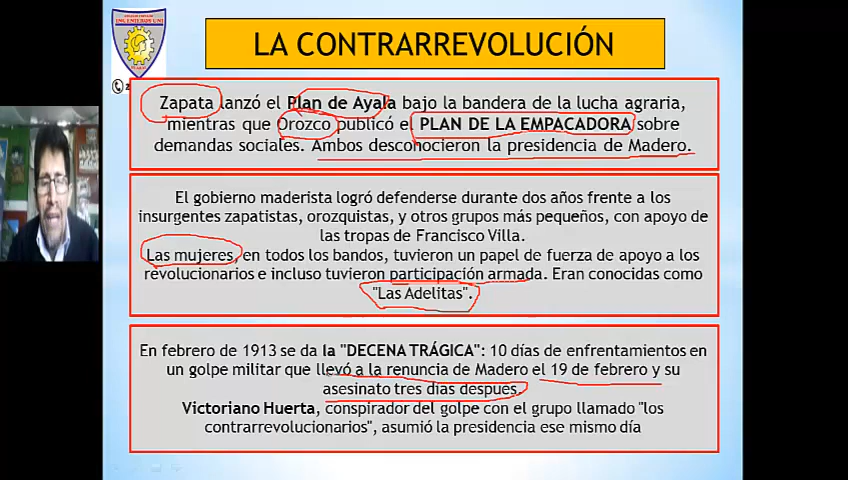 INGENIEROS UNI
LA CONTRARREVOLUCIÓN
Zapata lanzó el Plan de Ayala bajo la bandera de la lucha agraria,
mientras que Orozco publicó el PLAN DE LA EMPACADORA sobre
demandas sociales. Ambos desconocieron la presidencia de Madero.
El gobierno maderista logró defenderse durante dos años frente a los
insurgentes zapatistas, orozquistas, y otros grupos más pequeños, con apoyo de
las tropas de Francisco Villa.
Las mujeres, en todos los bandos, tuvieron un papel de fuerza de apoyo a los
revolucionarios e incluso tuvieron participación armada. Eran conocidas como
"Las Adelitas".
En febrero de 1913 se da la "DECENA TRÁGICA": 10 días de enfrentamientos en
un golpe militar que llevó a la renuncia de Madero el 19 de febrero y su
asesinato tres días después.
Victoriano Huerta, conspirador del golpe con el grupo llamado "los
contrarrevolucionarios", asumió la presidencia ese mismo día